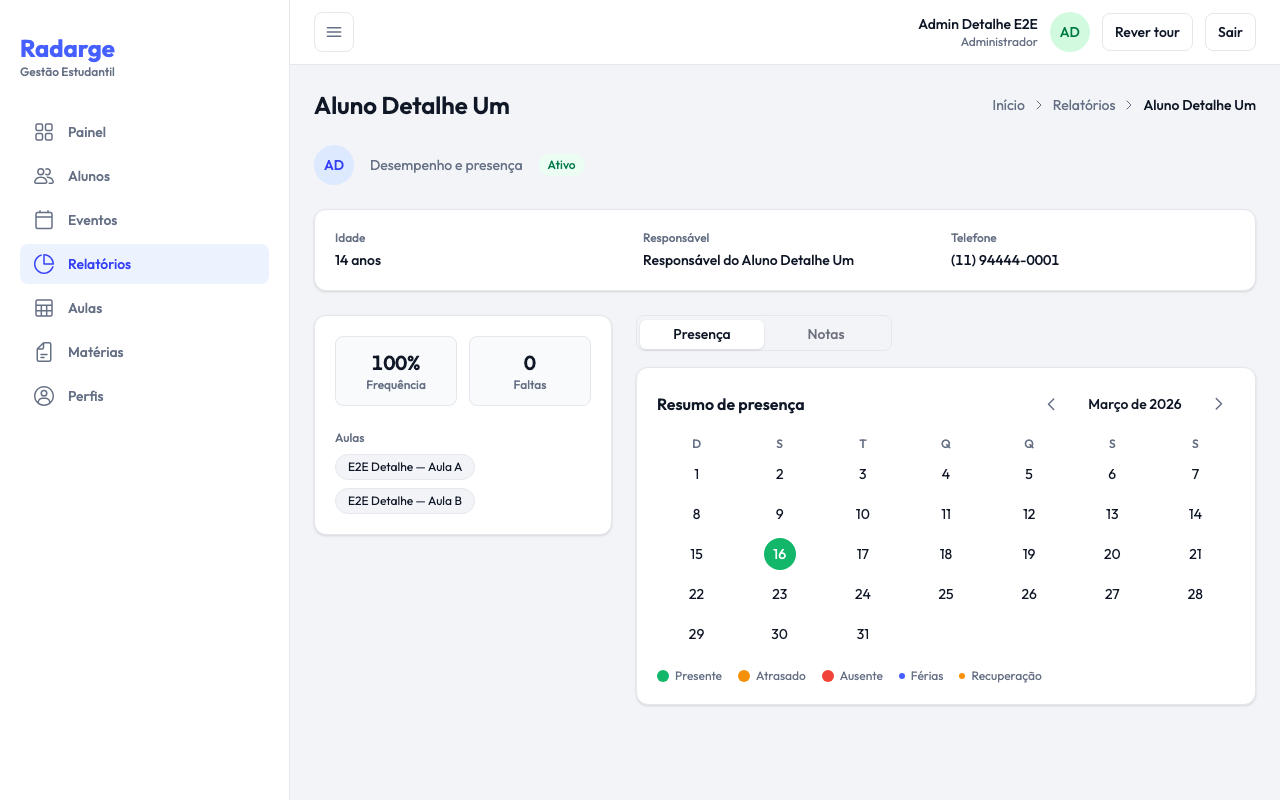 Radarge
Gestão Estudantil
Painel
Alunos
Eventos
Relatórios
Aulas
Matérias
Perfis
Admin Detalhe E2E
Administrador
AD
Rever tour
Sair
Aluno Detalhe Um
Início
Relatórios
Aluno Detalhe Um
AD
Desempenho e presença
Ativo
Idade
14 anos
Responsável
Responsável do Aluno Detalhe Um
Telefone
(11) 94444-0001
100%
Frequência
0
Faltas
Aulas
E2E Detalhe — Aula A
E2E Detalhe — Aula B
Presença
Notas
Resumo de presença
Março de 2026
D S T Q Q S S
1 2 3 4 5 6 7
8 9 10 11 12 13 14
15 16 17 18 19 20 21
22 23 24 25 26 27 28
29 30 31
Presente Atrasado Ausente Férias Recuperação